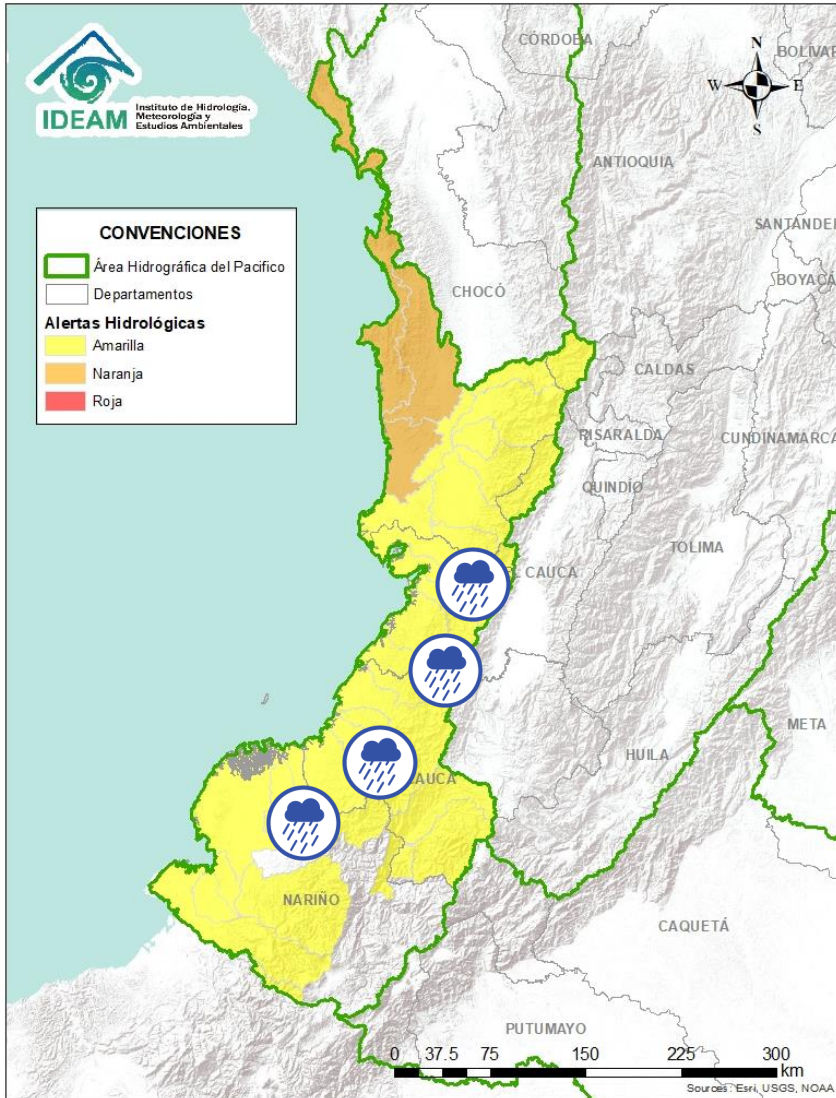 IDEAM
Instituto de Hidrología,
Meteorología y
Estudios Ambientales
CONVENCIONES
Área Hidrográfica del Pacifico
Departamentos
Alertas Hidrológicas
Amarilla
Naranja
Roja
N
W
E
S
CÓRDOBA
BOLIVAR
ANTIOQUIA
SANTANDER
BOYACÁ
CHOCÓ
CALDAS
RISARALDA
CUNDINAMARCA
QUINDÍO
TOLIMA
CAUCA
META
HUILA
AUCA
NARIÑO
CAQUETÁ
PUTUMAYO
0 37.5 75 150 225 300
km
Sources: Esri, USGS, NOAA